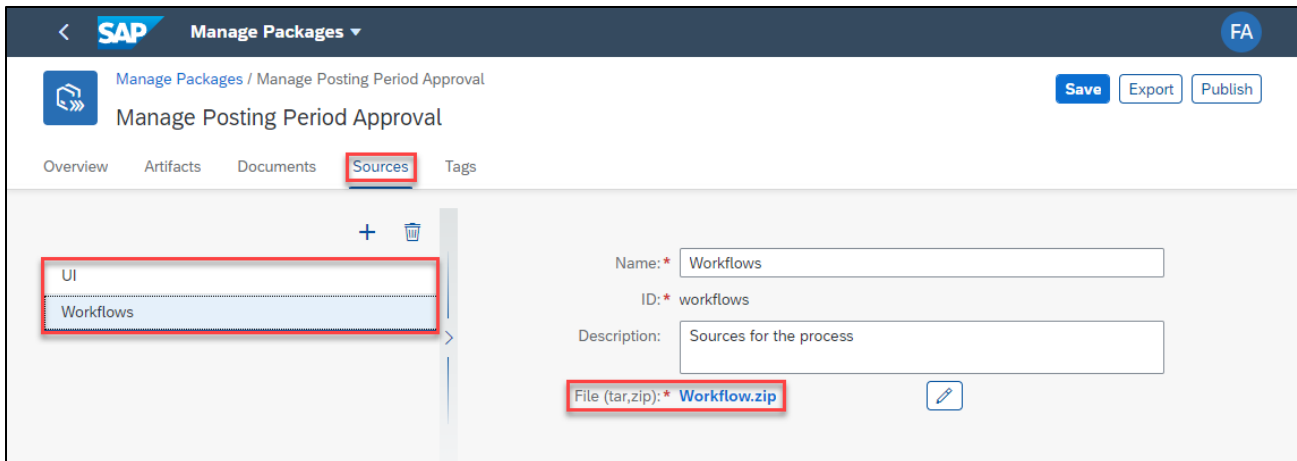 SAP Manage Packages FA
Manage Packages / Manage Posting Period Approval
Manage Posting Period Approval
Save Export Publish
Overview Artifacts Documents Sources Tags
UI
Workflows
Name:* Workflows
ID:* workflows
Description: Sources for the process
File (tar,zip):* Workflow.zip